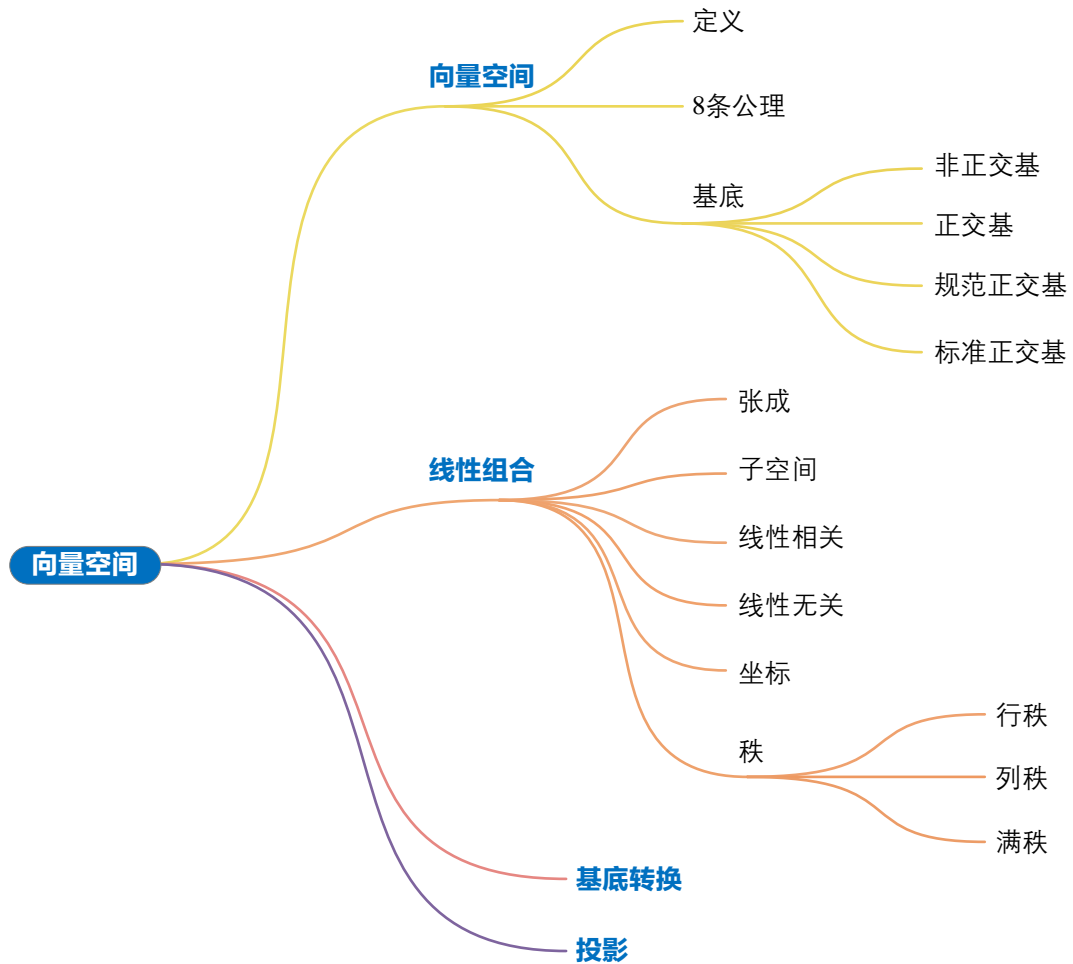 向量空间
向量空间
定义
8条公理
基底
非正交基
正交基
规范正交基
标准正交基
线性组合
张成
子空间
线性相关
线性无关
坐标
秩
行秩
列秩
满秩
基底转换
投影